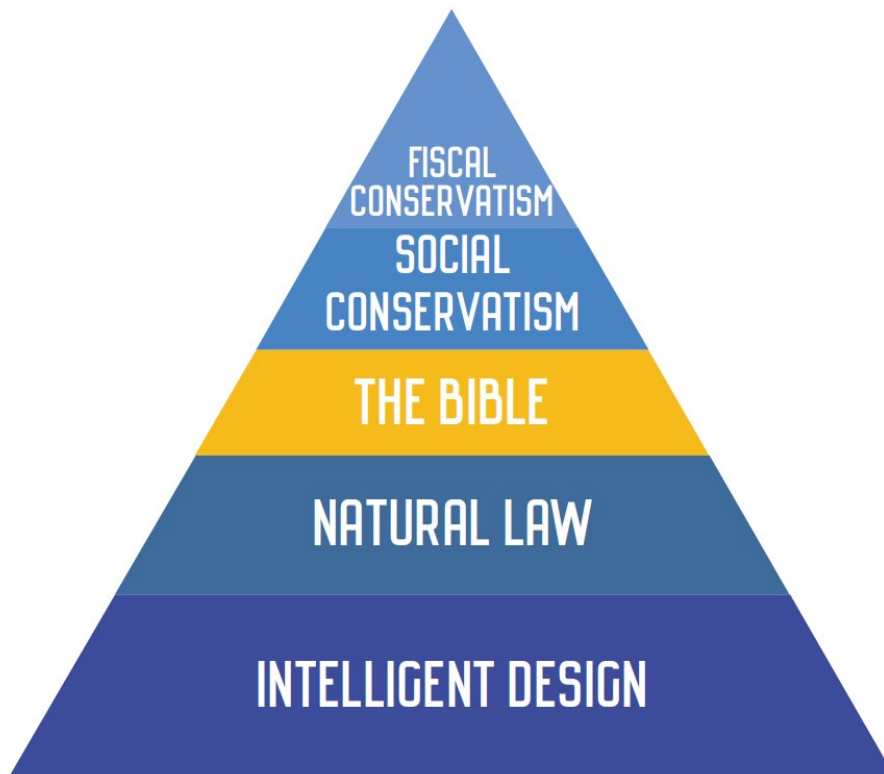 FISCAL
CONSERVATISM
SOCIAL
CONSERVATISM
THE BIBLE
NATURAL LAW
INTELLIGENT DESIGN